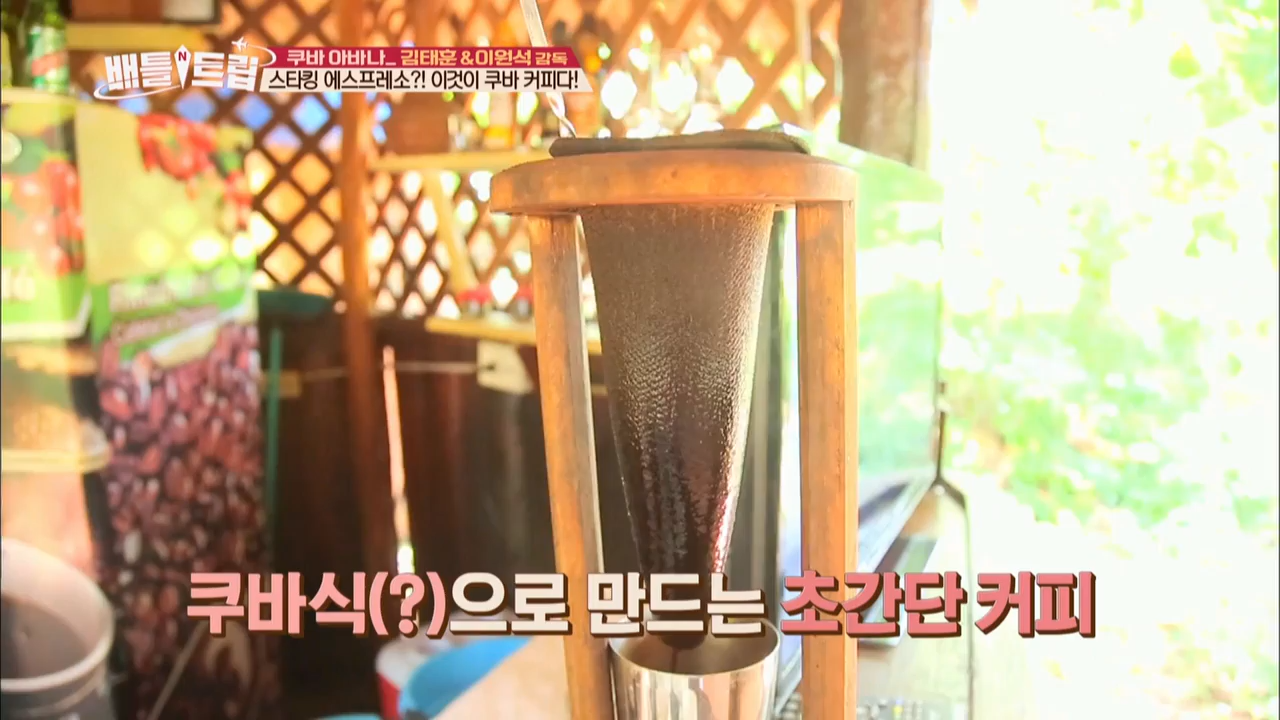 배틀트립
쿠바 아바나_ 김태훈 & 이원석 감독
스타킹 에스프레소?! 이것이 쿠바 커피다!
쿠바식(?)으로 만드는 초간단 커피